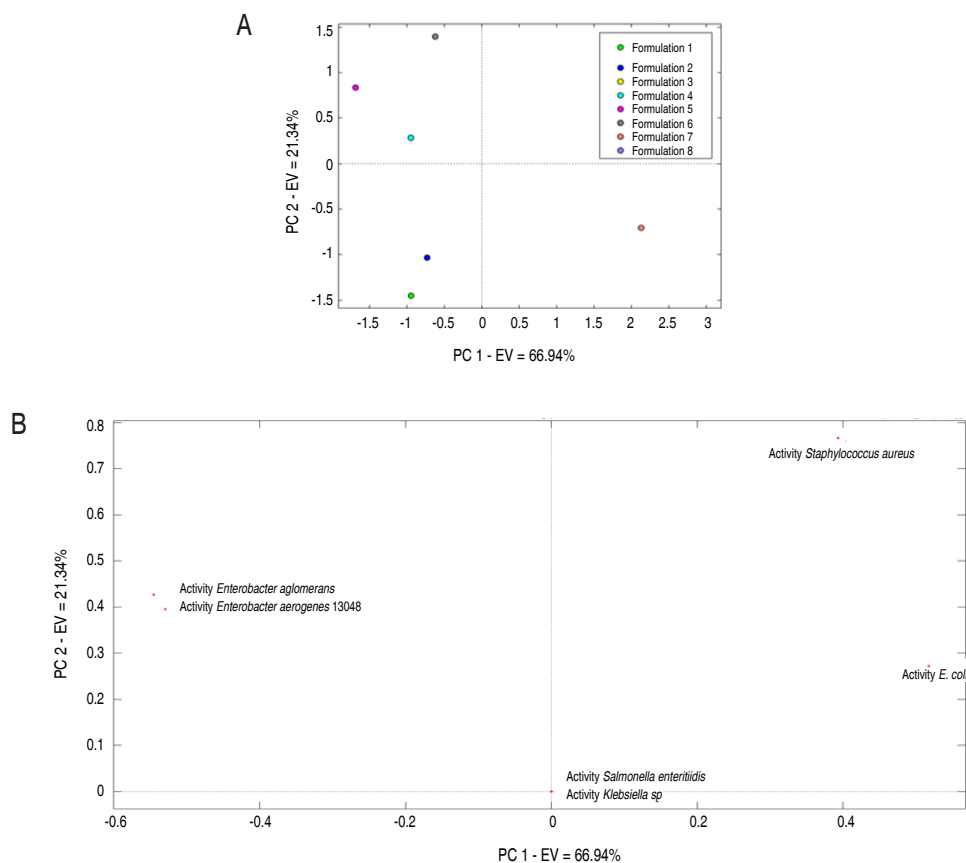 A
1.5
1
0.5
0
-0.5
-1
-1.5
PC 2 - EV = 21.34%
Formulation 1
Formulation 2
Formulation 3
Formulation 4
Formulation 5
Formulation 6
Formulation 7
Formulation 8
-1.5 -1 -0.5 0 0.5 1 1.5 2 2.5 3
PC 1 - EV = 66.94%
B
0.8
0.7
0.6
0.5
0.4
0.3
0.2
0.1
0
PC 2 - EV = 21.34%
Activity Staphylococcus aureus
Activity Enterobacter aglomerans
Activity Enterobacter aerogenes 13048
Activity E. col
Activity Salmonella enteritiidis
Activity Klebsiella sp
-0.6 -0.4 -0.2 0 0.2 0.4
PC 1 - EV = 66.94%